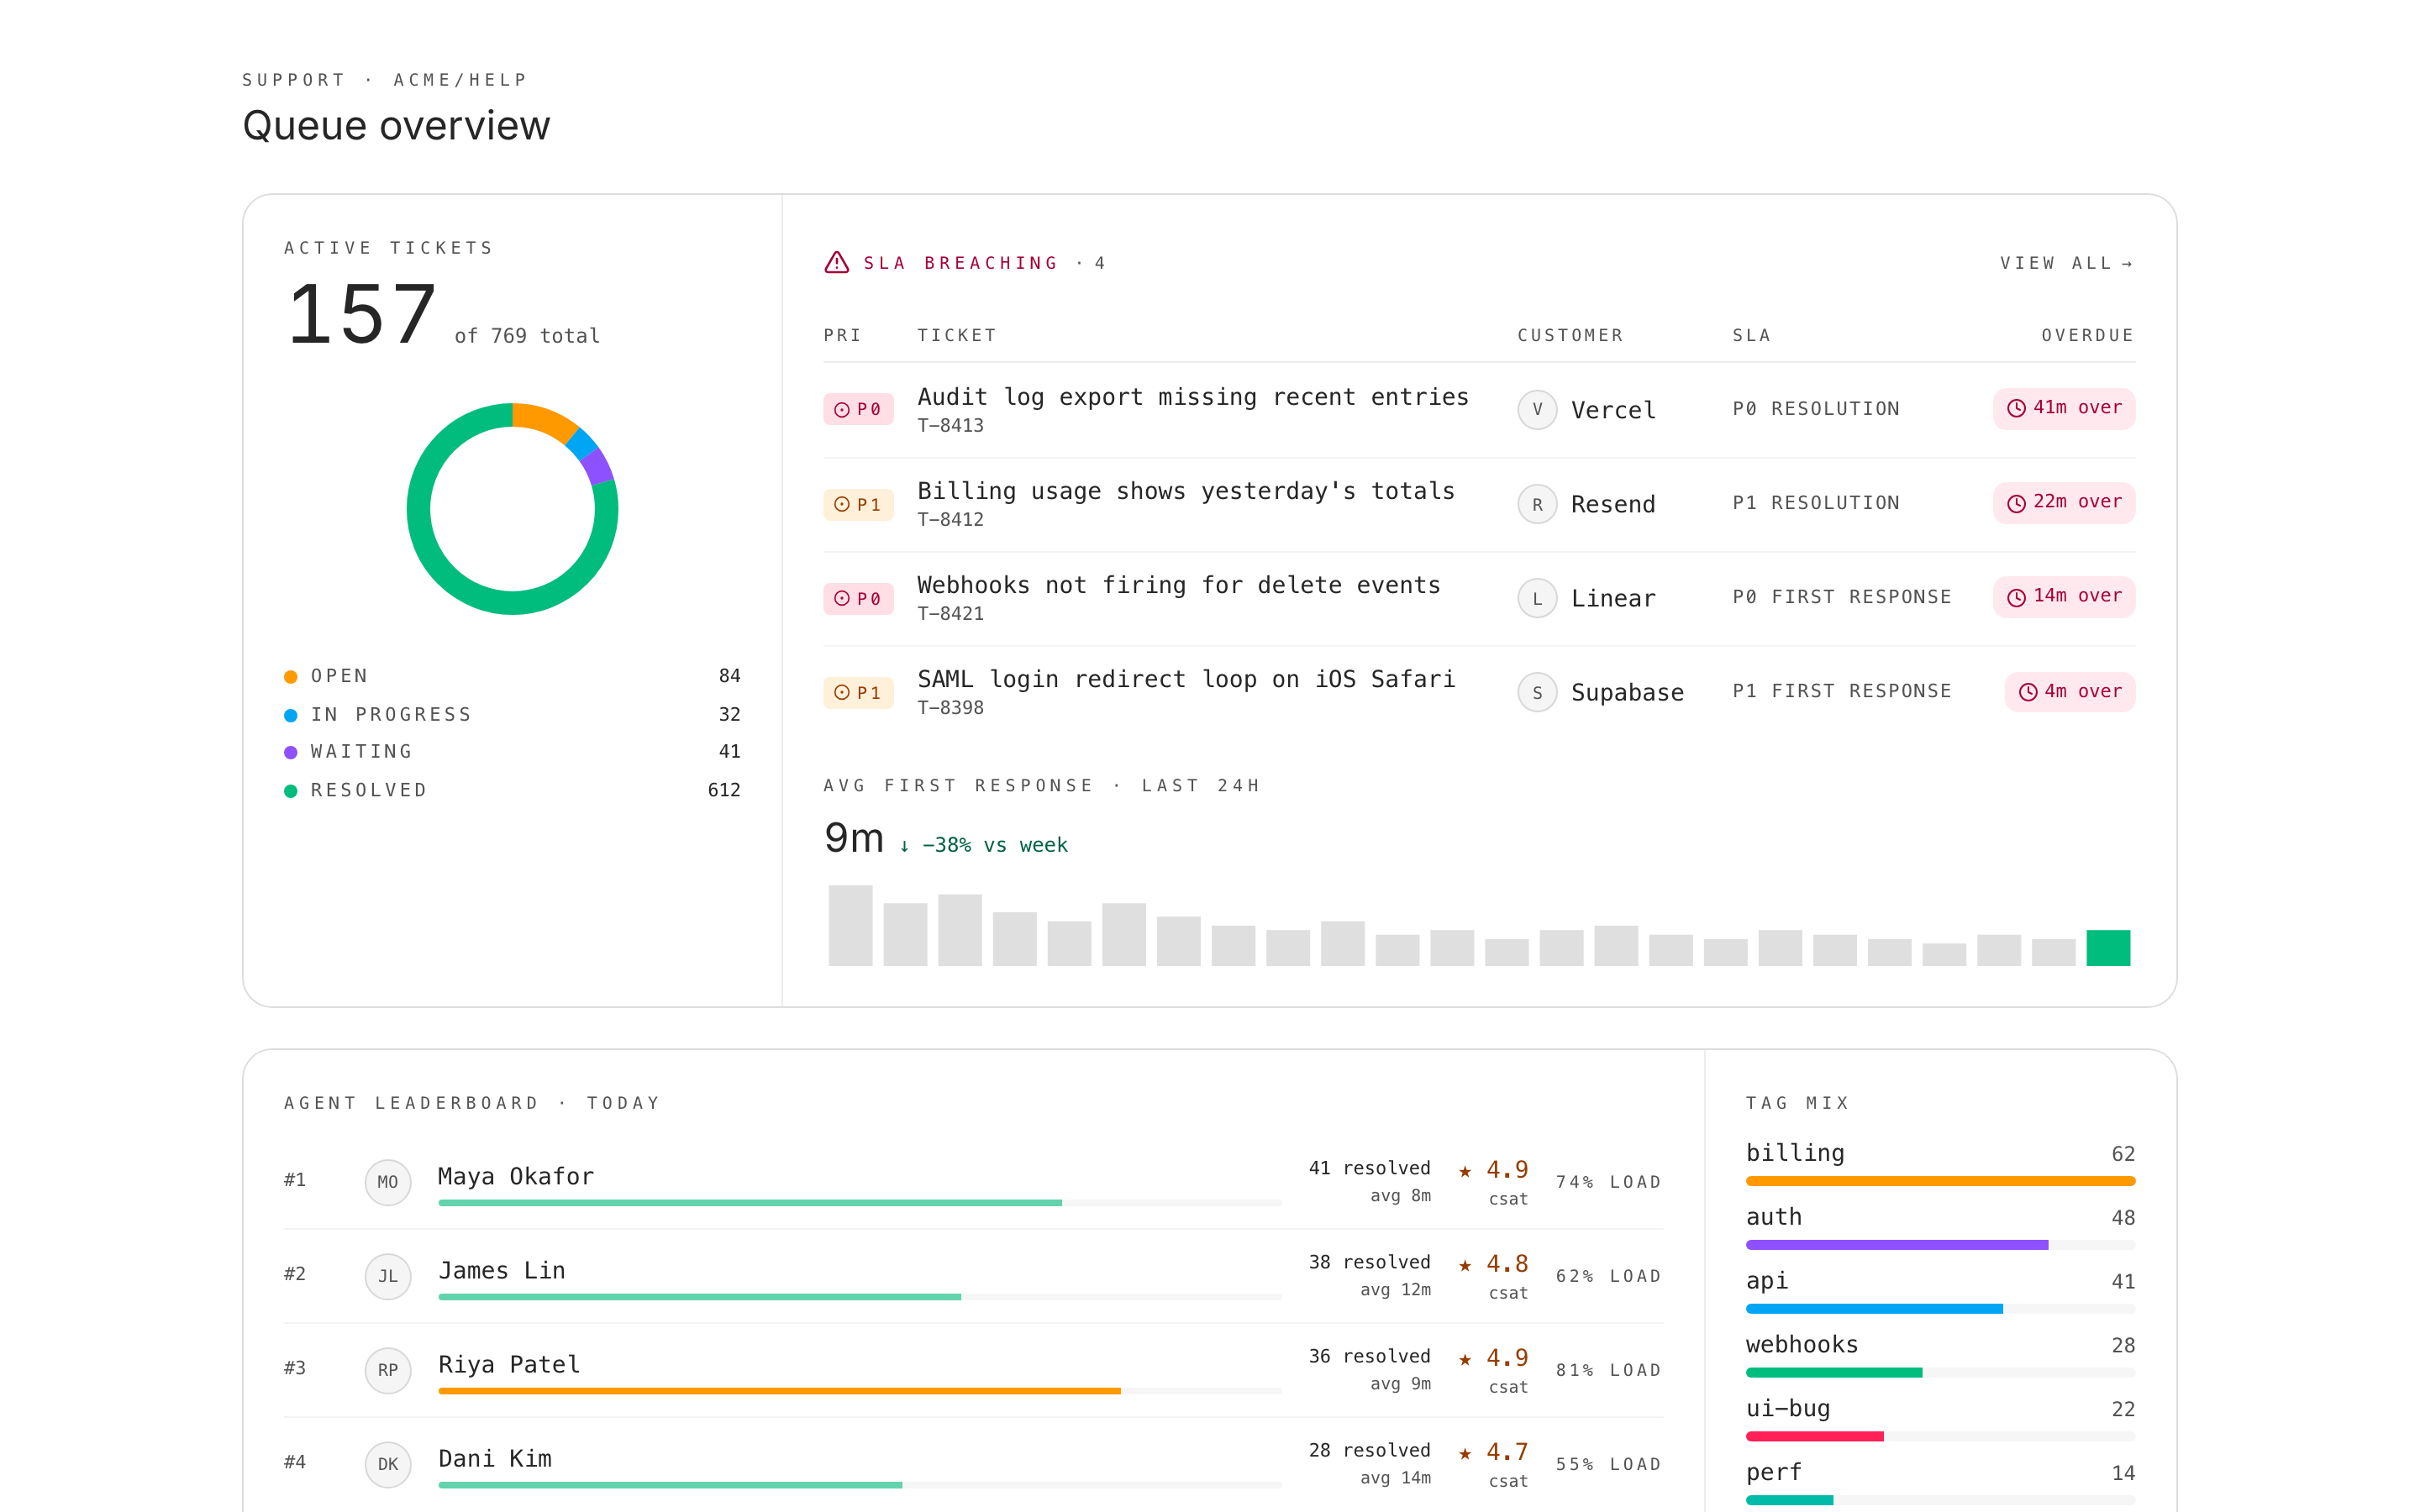 SUPPORT · ACME/HELP
Queue overview
ACTIVE TICKETS
157 of 769 total
OPEN 84
IN PROGRESS 32
WAITING 41
RESOLVED 612
SLA BREACHING · 4
VIEW ALL →
PRI TICKET CUSTOMER SLA OVERDUE
P0 Audit log export missing recent entries V Vercel P0 RESOLUTION 41m over
T-8413
P1 Billing usage shows yesterday's totals R Resend P1 RESOLUTION 22m over
T-8412
P0 Webhooks not firing for delete events L Linear P0 FIRST RESPONSE 14m over
T-8421
P1 SAML login redirect loop on iOS Safari S Supabase P1 FIRST RESPONSE 4m over
T-8398
AVG FIRST RESPONSE · LAST 24H
9m ↓ -38% vs week
AGENT LEADERBOARD · TODAY
#1 MO Maya Okafor 41 resolved ★ 4.9 74% LOAD
avg 8m csat
#2 JL James Lin 38 resolved ★ 4.8 62% LOAD
avg 12m csat
#3 RP Riya Patel 36 resolved ★ 4.9 81% LOAD
avg 9m csat
#4 DK Dani Kim 28 resolved ★ 4.7 55% LOAD
avg 14m csat
TAG MIX
billing 62
auth 48
api 41
webhooks 28
ui-bug 22
perf 14